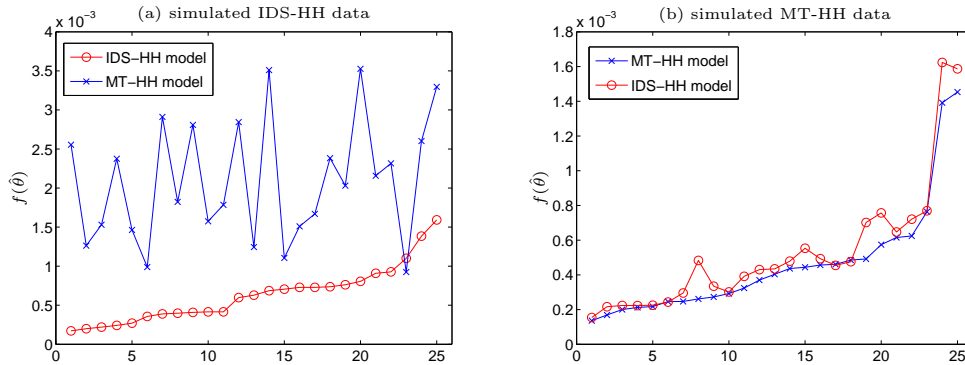 (a) simulated IDS-HH data
x 10⁻³
4
3.5
3
2.5
2
1.5
1
0.5
0
f(θ̂)
IDS−HH model
MT−HH model
0 5 10 15 20 25
(b) simulated MT-HH data
x 10⁻³
1.8
1.6
1.4
1.2
1
0.8
0.6
0.4
0.2
0
f(θ̂)
MT−HH model
IDS−HH model
0 5 10 15 20 25